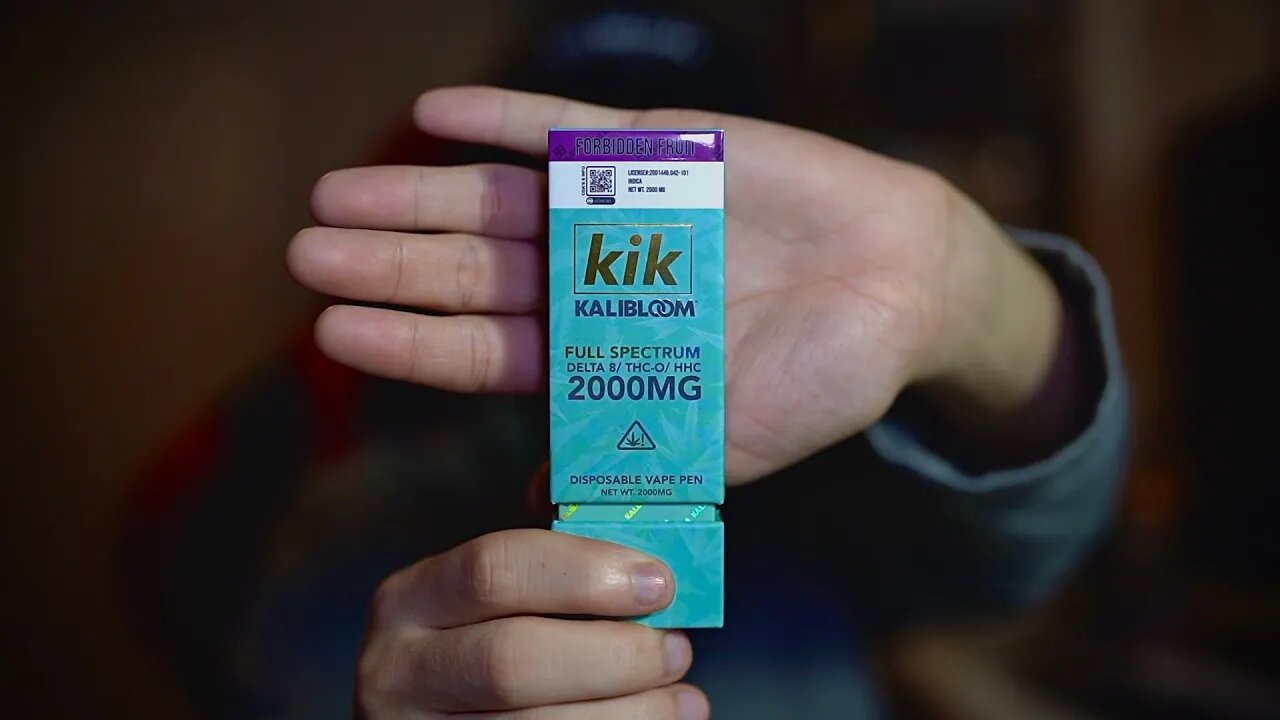 FORBIDDEN FRUIT
INDICA
NET WT. 2000 MG
kik
KALIBLOOM
FULL SPECTRUM
DELTA 8/ THC-O/ HHC
2000MG
DISPOSABLE VAPE PEN
NET WT. 2000MG